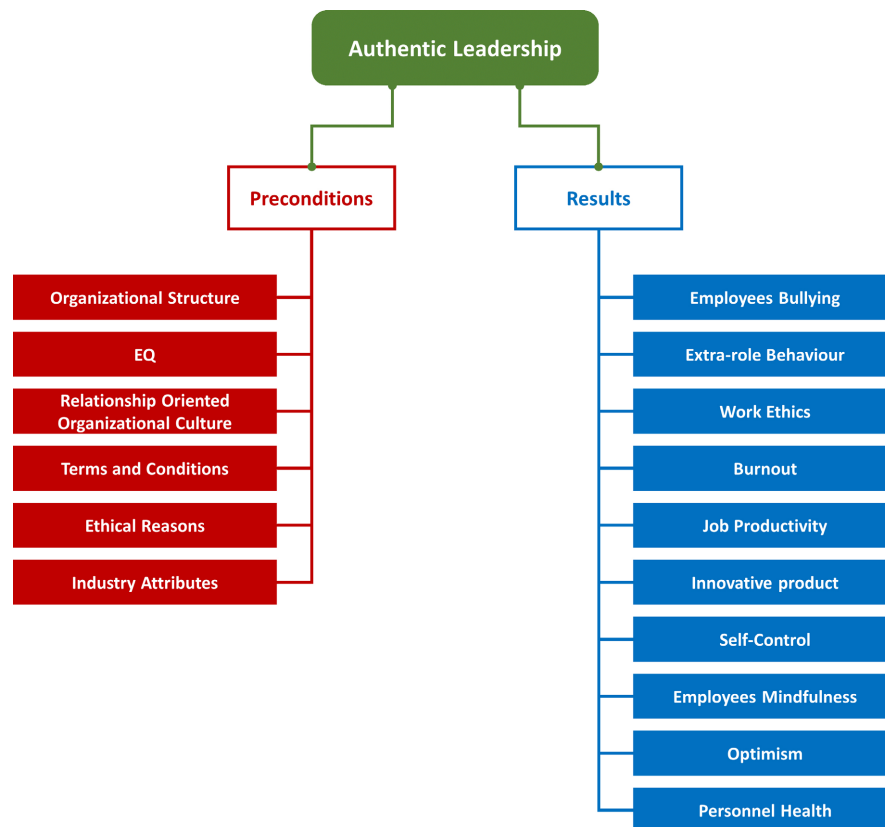 Authentic Leadership
Preconditions
Results
Organizational Structure
EQ
Relationship Oriented
Organizational Culture
Terms and Conditions
Ethical Reasons
Industry Attributes
Employees Bullying
Extra-role Behaviour
Work Ethics
Burnout
Job Productivity
Innovative product
Self-Control
Employees Mindfulness
Optimism
Personnel Health